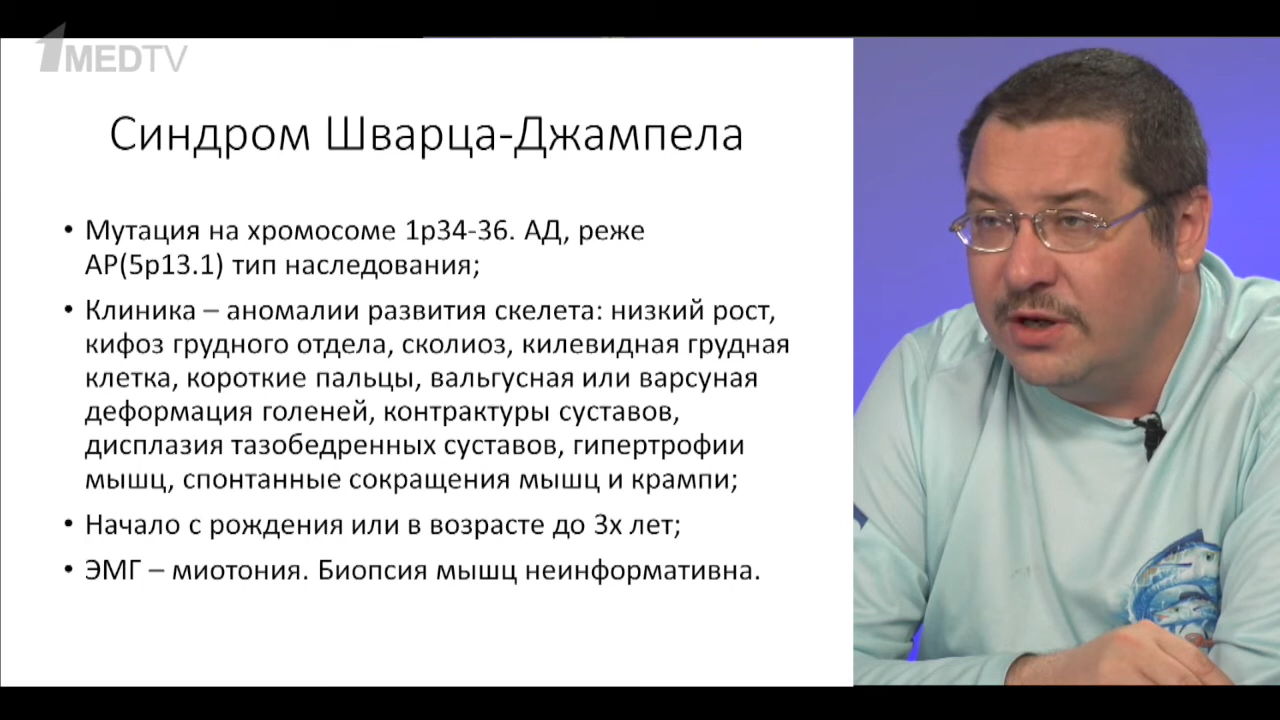 1MEDTV
Синдром Шварца-Джампела
• Мутация на хромосоме 1p34-36. АД, реже
АР(5p13.1) тип наследования;
• Клиника – аномалии развития скелета: низкий рост,
кифоз грудного отдела, сколиоз, килевидная грудная
клетка, короткие пальцы, вальгусная или варсуная
деформация голеней, контрактуры суставов,
дисплазия тазобедренных суставов, гипертрофии
мышц, спонтанные сокращения мышц и крампи;
• Начало с рождения или в возрасте до 3х лет;
• ЭМГ – миотония. Биопсия мышц неинформативна.